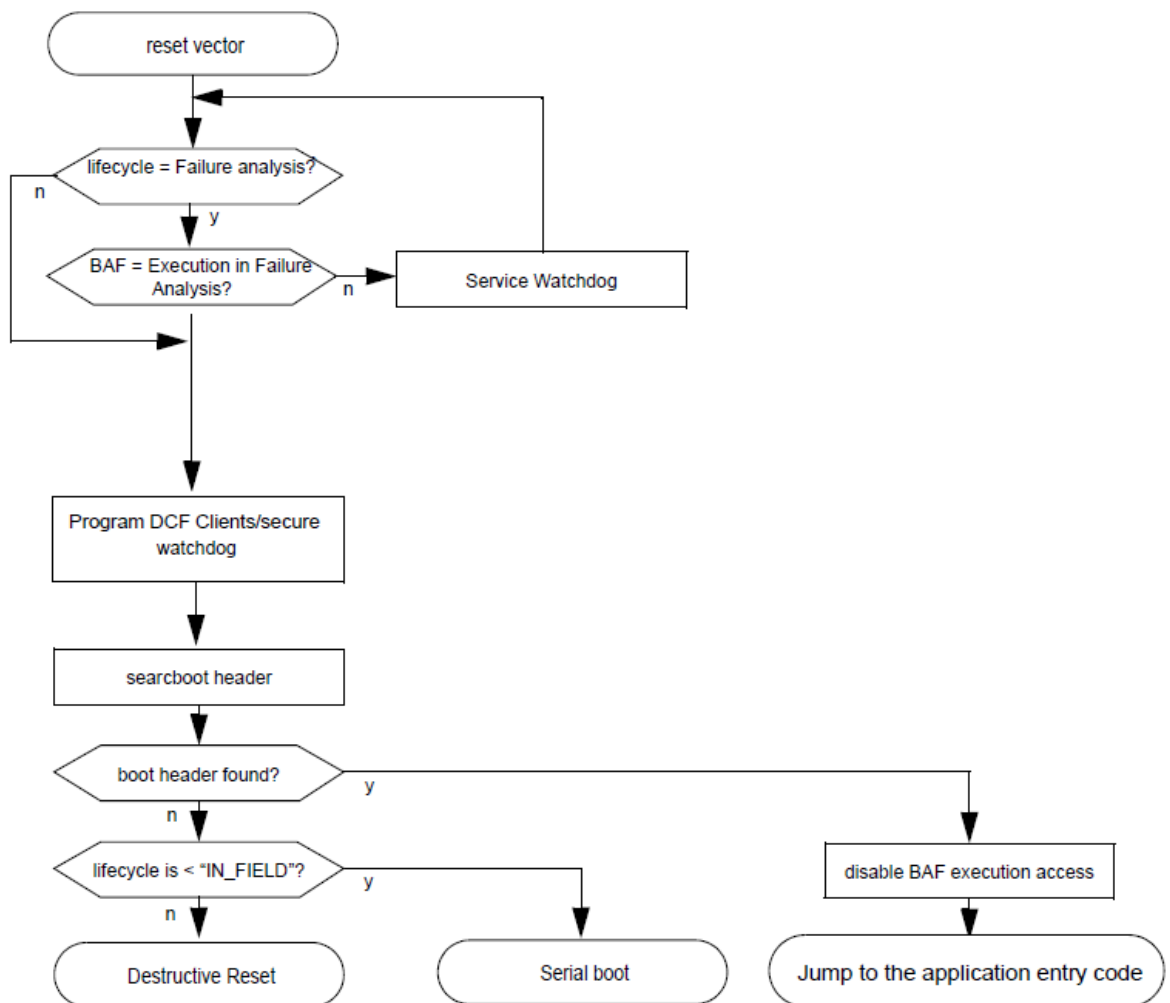 reset vector
lifecycle = Failure analysis?
n
y
BAF = Execution in Failure
Analysis?
n
Service Watchdog
Program DCF Clients/secure
watchdog
searcboot header
boot header found?
y
n
lifecycle is < “IN_FIELD”?
y
disable BAF execution access
n
Destructive Reset
Serial boot
Jump to the application entry code